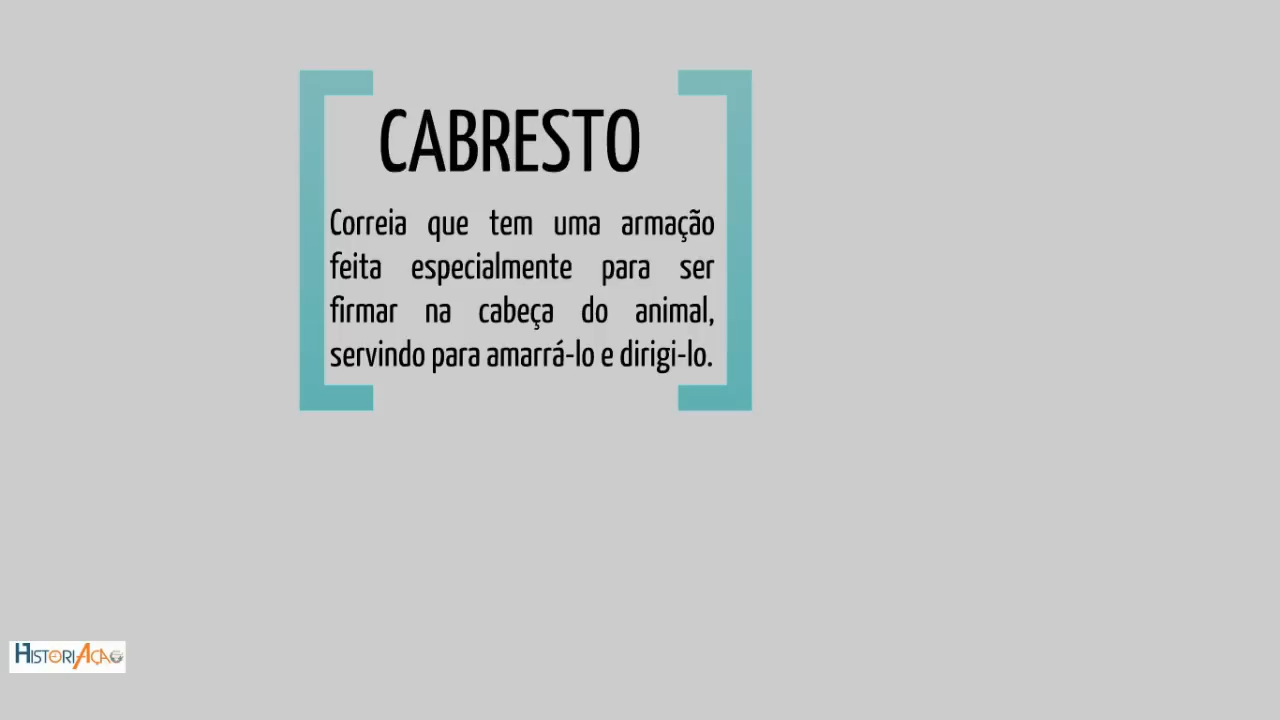 CABRESTO
Correia que tem uma armação
feita especialmente para ser
firmar na cabeça do animal,
servindo para amarrá-lo e dirigi-lo.
HISTORIAÇÃO